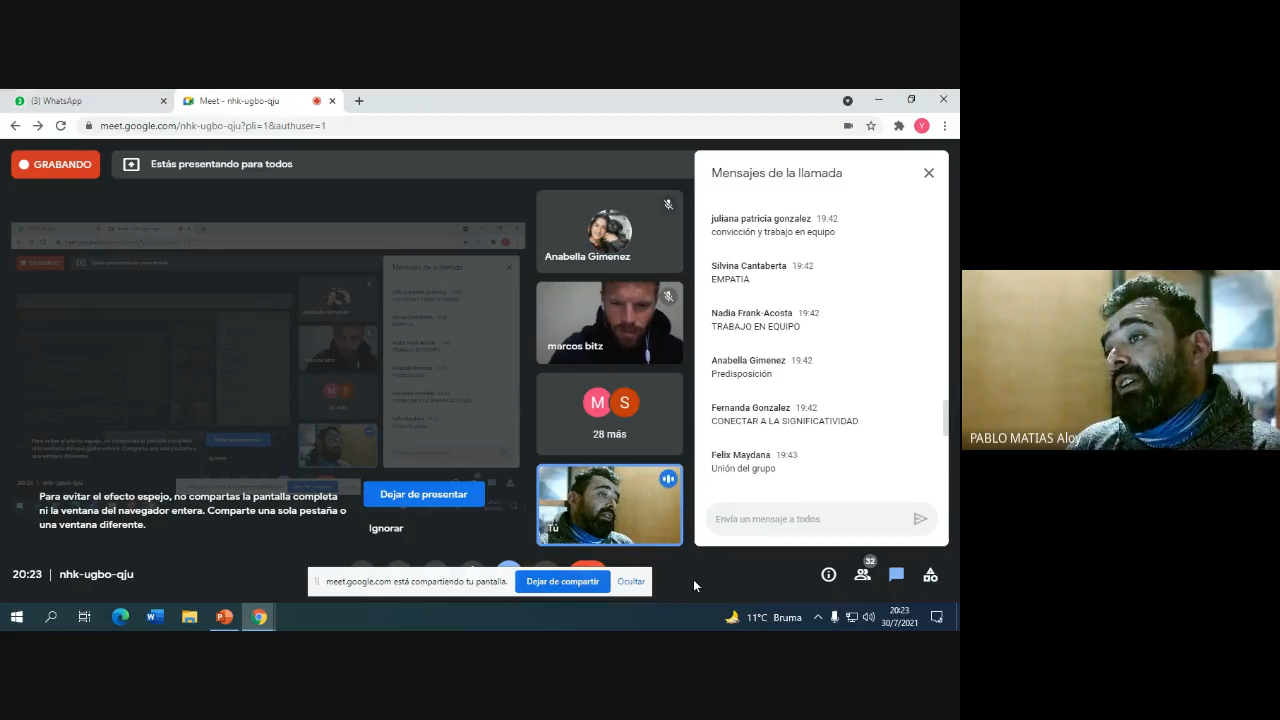 (3) WhatsApp
Meet - nhk-ugbo-qju
meet.google.com/nhk-ugbo-qju?pli=1&authuser=1
Y
GRABANDO
Estás presentando para todos
Mensajes de la llamada
juliana patricia gonzalez 19:42
convicción y trabajo en equipo
Silvina Cantaberta 19:42
EMPATIA
Nadia Frank-Acosta 19:42
TRABAJO EN EQUIPO
Anabella Gimenez 19:42
Predisposición
Fernanda Gonzalez 19:42
CONECTAR A LA SIGNIFICATIVIDAD
Felix Maydana 19:43
Unión del grupo
Envía un mensaje a todos
Anabella Gimenez
marcos bitz
M S
28 más
Tú
Para evitar el efecto espejo, no compartas la pantalla completa
ni la ventana del navegador entera. Comparte una sola pestaña o
una ventana diferente.
Dejar de presentar
Ignorar
20:23 nhk-ugbo-qju
meet.google.com está compartiendo tu pantalla.
Dejar de compartir
Ocultar
32
11°C Bruma
20:23
30/7/2021
PABLO MATIAS Aloy